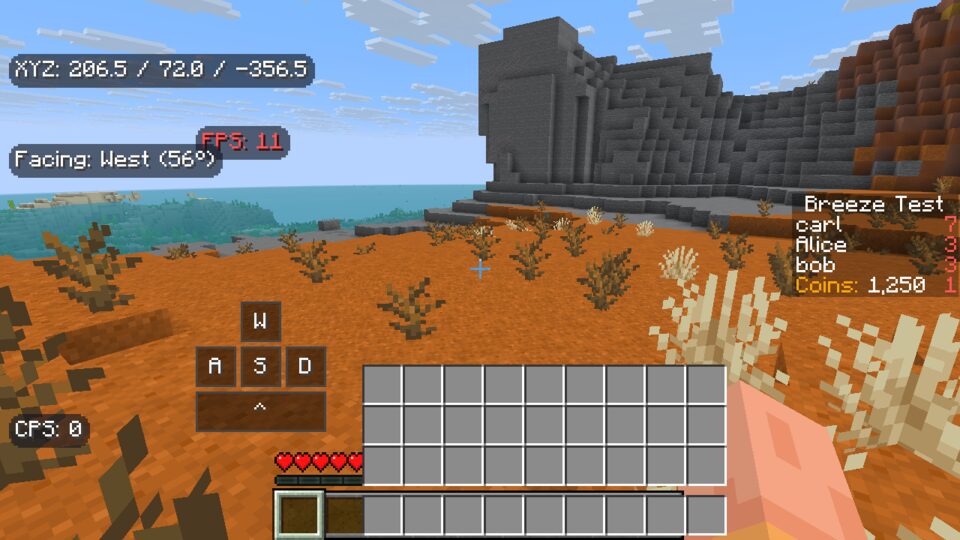 XYZ: 206.5 / 72.0 / -356.5
FPS: 11
Facing: West (56º)
Breeze Test
carl 7
Alice 3
bob 3
Coins: 1,250 1
W
A S D
^
CPS: 0